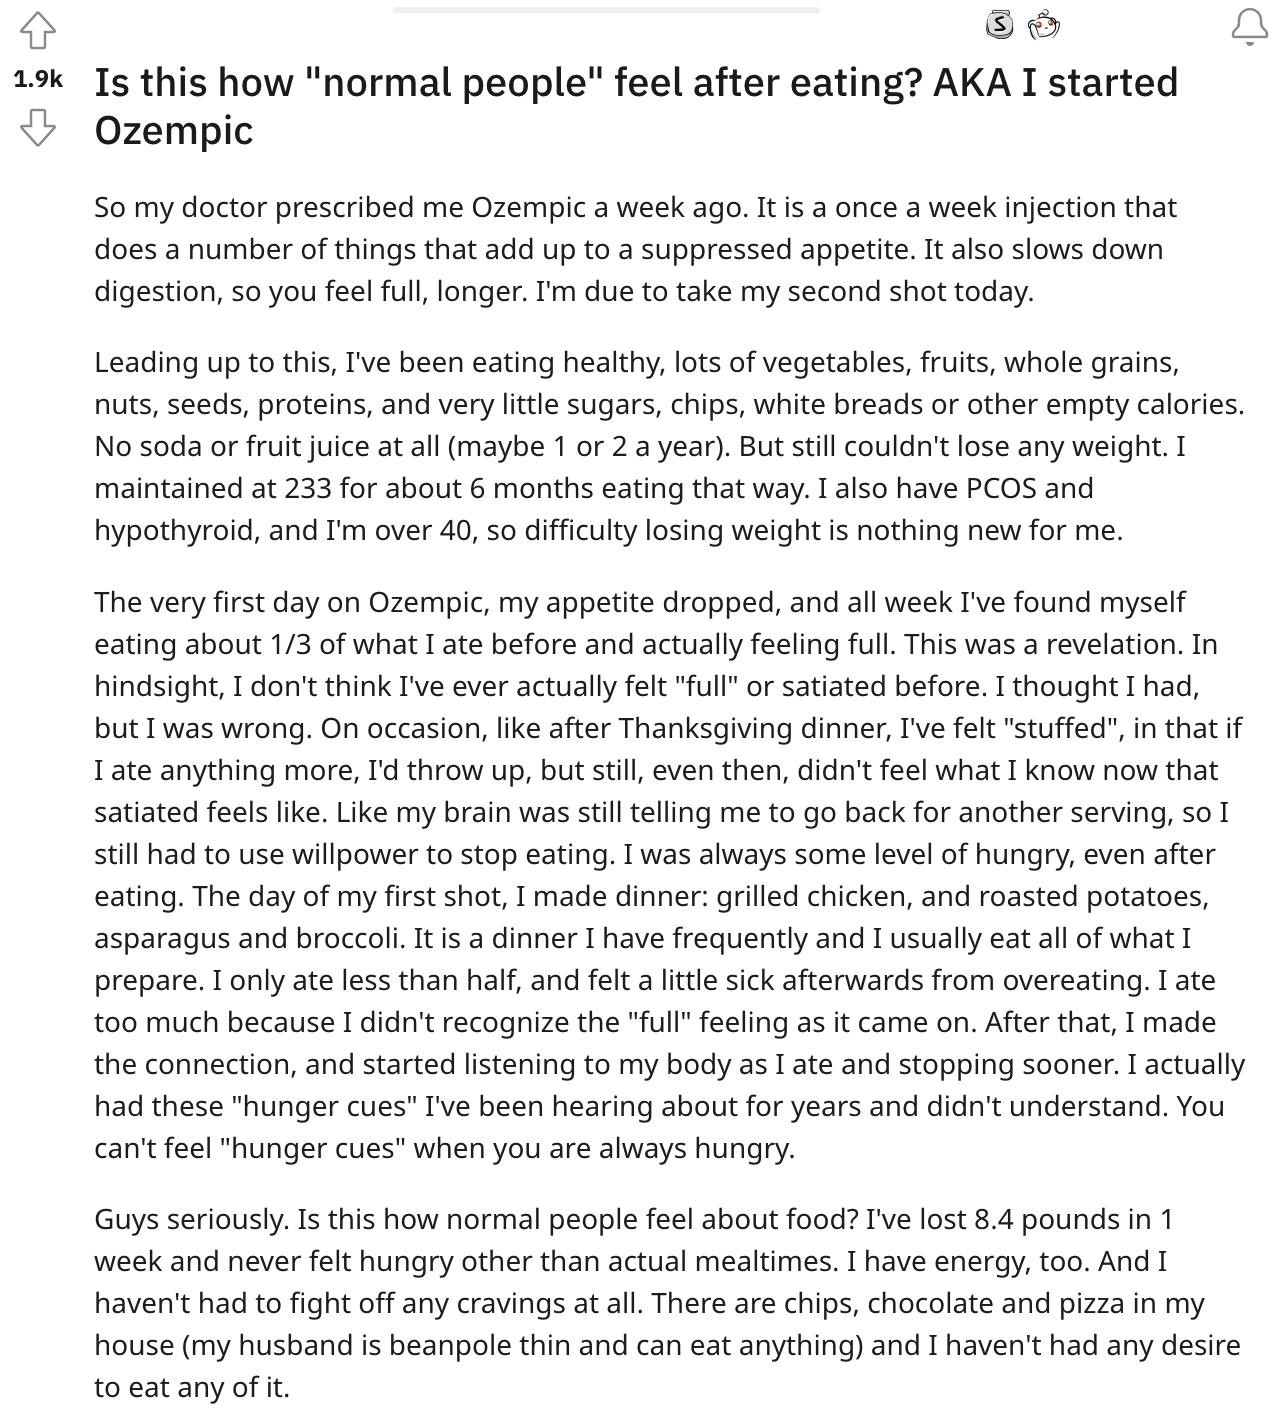 1.9k
Is this how "normal people" feel after eating? AKA I started
Ozempic
So my doctor prescribed me Ozempic a week ago. It is a once a week injection that
does a number of things that add up to a suppressed appetite. It also slows down
digestion, so you feel full, longer. I'm due to take my second shot today.
Leading up to this, I've been eating healthy, lots of vegetables, fruits, whole grains,
nuts, seeds, proteins, and very little sugars, chips, white breads or other empty calories.
No soda or fruit juice at all (maybe 1 or 2 a year). But still couldn't lose any weight. I
maintained at 233 for about 6 months eating that way. I also have PCOS and
hypothyroid, and I'm over 40, so difficulty losing weight is nothing new for me.
The very first day on Ozempic, my appetite dropped, and all week I've found myself
eating about 1/3 of what I ate before and actually feeling full. This was a revelation. In
hindsight, I don't think I've ever actually felt "full" or satiated before. I thought I had,
but I was wrong. On occasion, like after Thanksgiving dinner, I've felt "stuffed", in that if
I ate anything more, I'd throw up, but still, even then, didn't feel what I know now that
satiated feels like. Like my brain was still telling me to go back for another serving, so I
still had to use willpower to stop eating. I was always some level of hungry, even after
eating. The day of my first shot, I made dinner: grilled chicken, and roasted potatoes,
asparagus and broccoli. It is a dinner I have frequently and I usually eat all of what I
prepare. I only ate less than half, and felt a little sick afterwards from overeating. I ate
too much because I didn't recognize the "full" feeling as it came on. After that, I made
the connection, and started listening to my body as I ate and stopping sooner. I actually
had these "hunger cues" I've been hearing about for years and didn't understand. You
can't feel "hunger cues" when you are always hungry.
Guys seriously. Is this how normal people feel about food? I've lost 8.4 pounds in 1
week and never felt hungry other than actual mealtimes. I have energy, too. And I
haven't had to fight off any cravings at all. There are chips, chocolate and pizza in my
house (my husband is beanpole thin and can eat anything) and I haven't had any desire
to eat any of it.